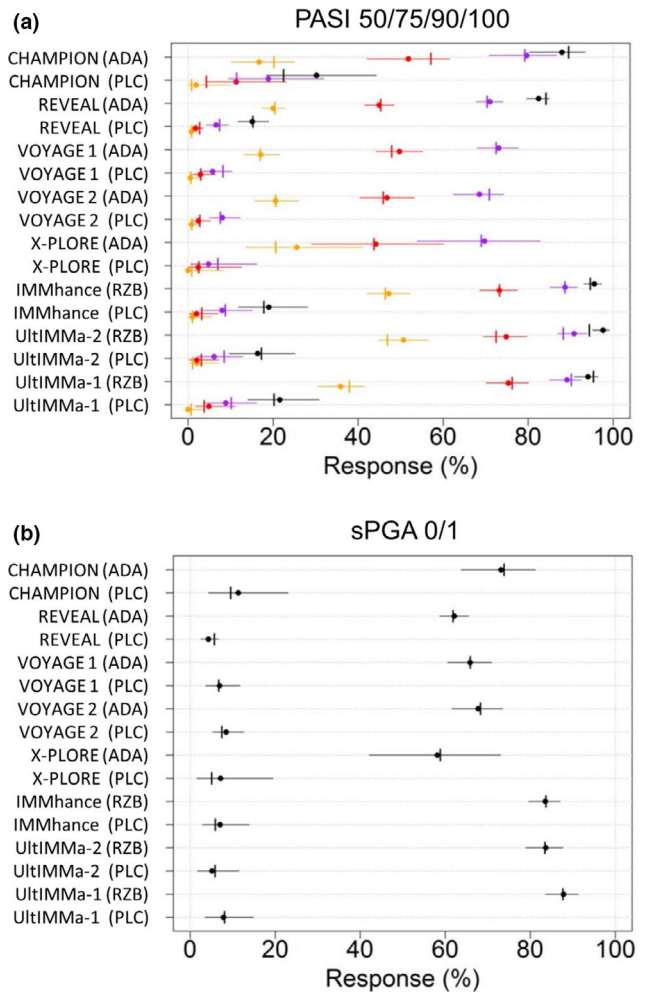 (a)
PASI 50/75/90/100
CHAMPION (ADA)
CHAMPION (PLC)
REVEAL (ADA)
REVEAL (PLC)
VOYAGE 1 (ADA)
VOYAGE 1 (PLC)
VOYAGE 2 (ADA)
VOYAGE 2 (PLC)
X-PLORE (ADA)
X-PLORE (PLC)
IMMhance (RZB)
IMMhance (PLC)
UltIMMa-2 (RZB)
UltIMMa-2 (PLC)
UltIMMa-1 (RZB)
UltIMMa-1 (PLC)
0 20 40 60 80 100
Response (%)
(b)
sPGA 0/1
CHAMPION (ADA)
CHAMPION (PLC)
REVEAL (ADA)
REVEAL (PLC)
VOYAGE 1 (ADA)
VOYAGE 1 (PLC)
VOYAGE 2 (ADA)
VOYAGE 2 (PLC)
X-PLORE (ADA)
X-PLORE (PLC)
IMMhance (RZB)
IMMhance (PLC)
UltIMMa-2 (RZB)
UltIMMa-2 (PLC)
UltIMMa-1 (RZB)
UltIMMa-1 (PLC)
0 20 40 60 80 100
Response (%)